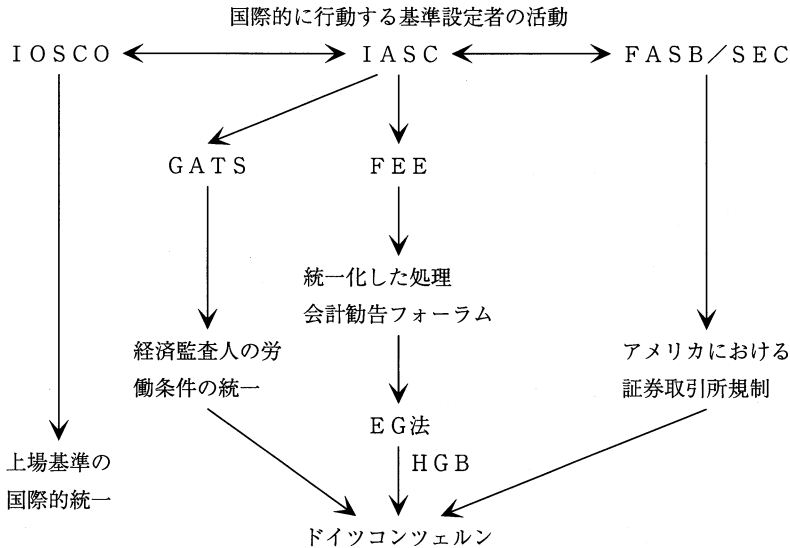 国際的に行動する基準設定者の活動
IOSCO IASC FASB/SEC
GATS FEE
統一化した処理
会計勧告フォーラム
経済監査人の労
働条件の統一
アメリカにおける
証券取引所規制
EG法
HGB
上場基準の
国際的統一
ドイツコンツェルン